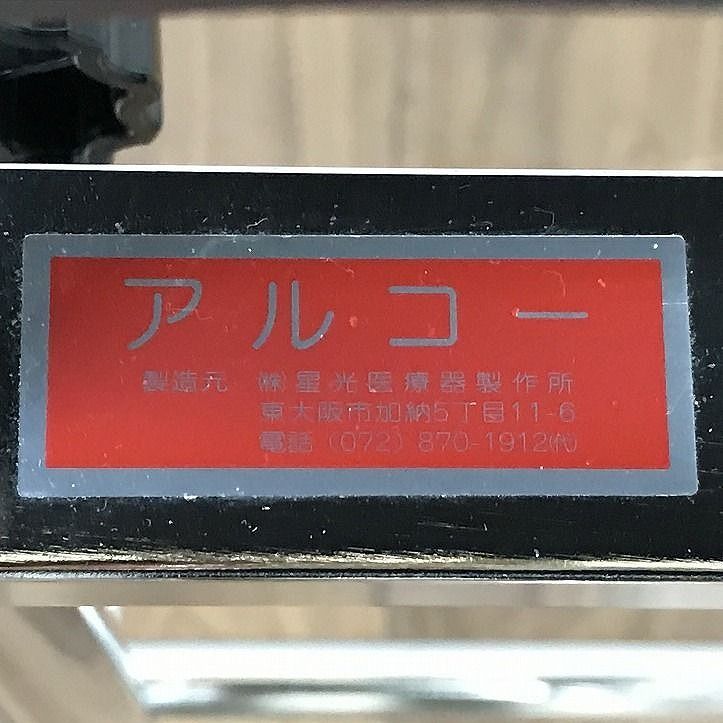 アルコー
製造元 ㈱星光医療器製作所
東大阪市加納5丁目11-6
電話 (072) 870-1912㈹